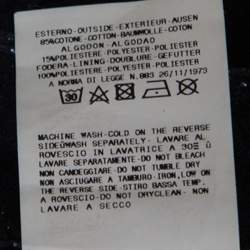 ESTERNO-OUTSIDE-EXTERIEUR-AUSEN
85%COTONE-COTTON-BAUMWOLLE-COTON
ALGODON-ALGODAO
15%POLIESTERE-POLYESTER-POLIESTER
FODERA-LINING-DOUBLURE-GEFUTTER
100%POLIESTERE-POLYESTER-POLIESTER
A NORMA DI LEGGE N.883 26/11/1973
30
MACHINE WASH-COLD ON THE REVERSE
SIDE WASH SEPARATELY- LAVARE AL
ROVESCIO IN LAVATRICE A 30 U
LAVARE SEPARATAMENTE-DO NOT BLEACH
NON CANDEGGIARE-DO NOT TUMBLE DRY
NON ASCIUGARE A TAMBURO-IRON, LOW ON
THE REVERSE SIDE-STIRO BASSA TEMP.
A ROVESCIO-DO NOT DRYCLEAN- NON
LAVARE A SECCO